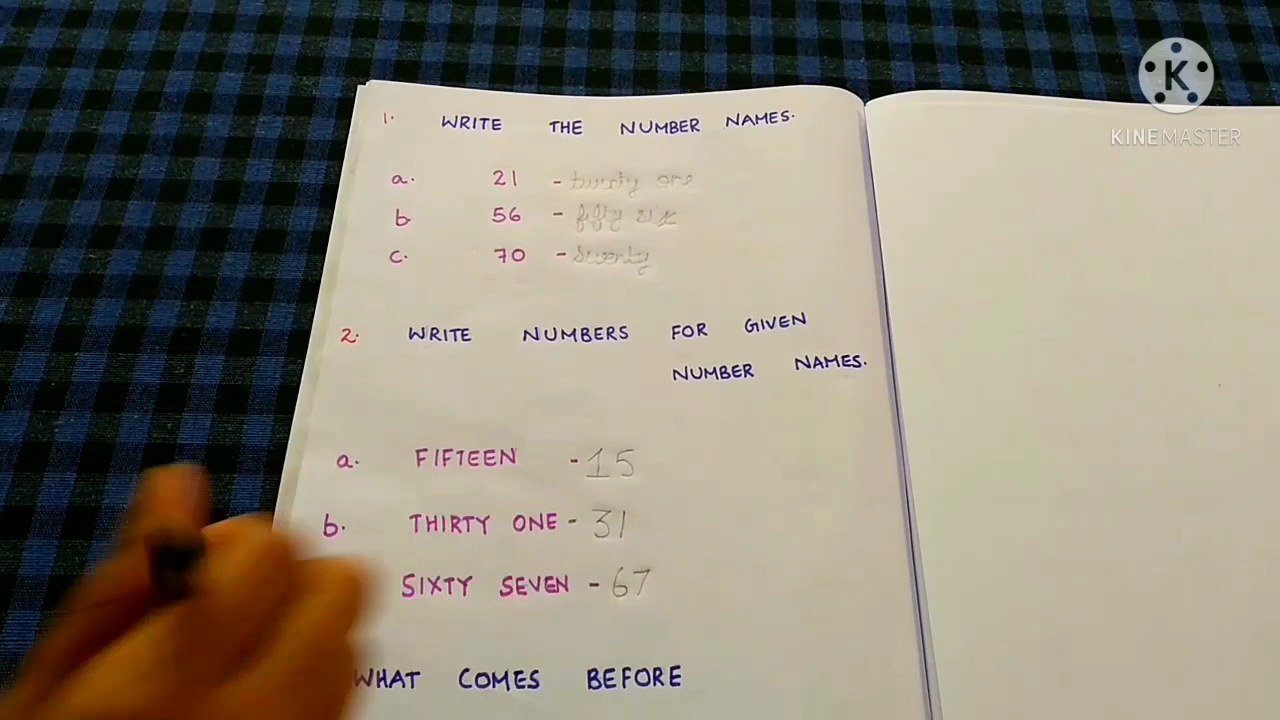 1. WRITE THE NUMBER NAMES.
a. 21 - twenty one
b 56 - fifty six
c. 70 -
2. WRITE NUMBERS FOR GIVEN
NUMBER NAMES.
a. FIFTEEN - 15
b. THIRTY ONE - 31
SIXTY SEVEN - 67
WHAT COMES BEFORE
K
KINEMASTER